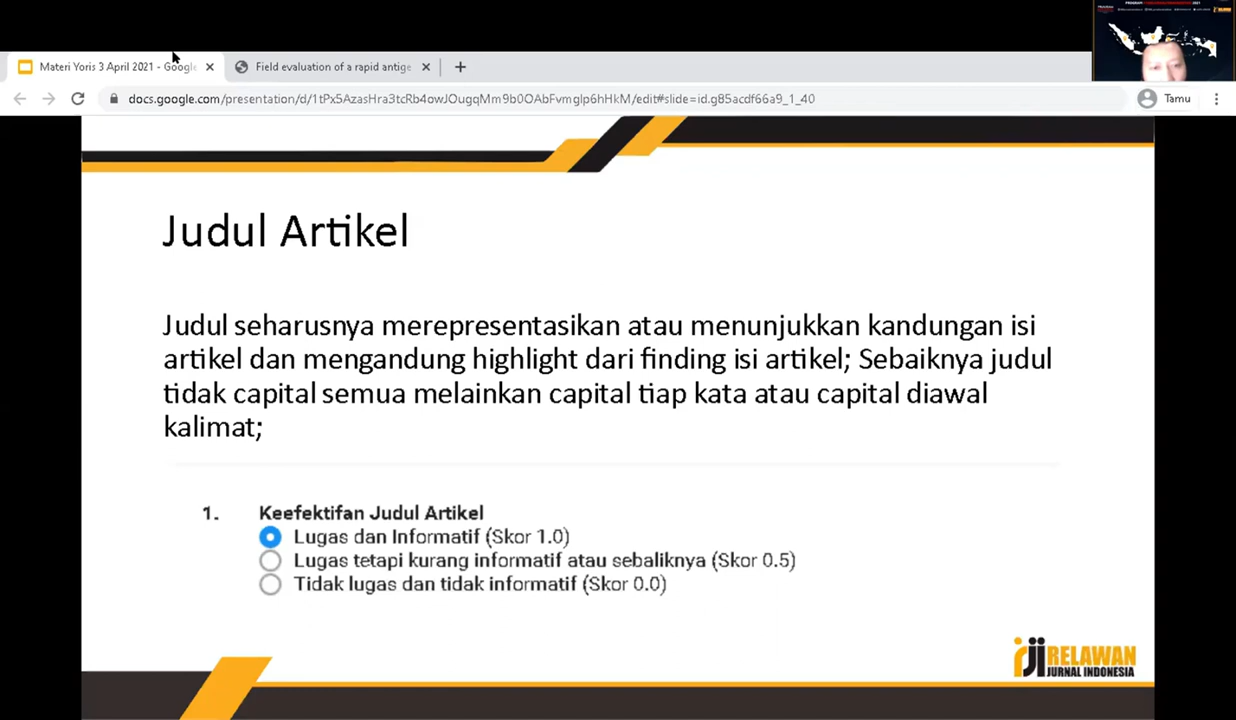 Materi Yoris 3 April 2021 - Google
Field evaluation of a rapid antige
docs.google.com/presentation/d/1tPx5AzasHra3tcRb4owJOugqMm9b0OAbFvmglp6hHkM/edit#slide=id.g85acdf66a9_1_40
Tamu
Judul Artikel
Judul seharusnya merepresentasikan atau menunjukkan kandungan isi
artikel dan mengandung highlight dari finding isi artikel; Sebaiknya judul
tidak capital semua melainkan capital tiap kata atau capital diawal
kalimat;
1. Keefektifan Judul Artikel
Lugas dan Informatif (Skor 1.0)
Lugas tetapi kurang informatif atau sebaliknya (Skor 0.5)
Tidak lugas dan tidak informatif (Skor 0.0)
RELAWAN
JURNAL INDONESIA